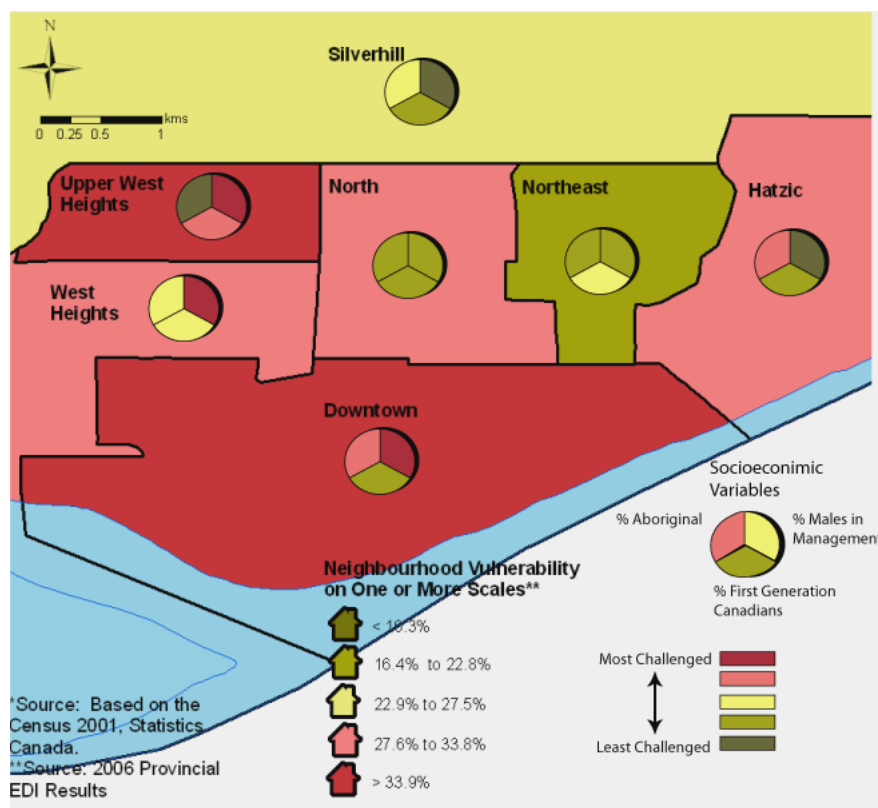 N
Silverhill
kms
0 0.25 0.5 1
Upper West
Heights
North
Northeast
Hatzic
West
Heights
Downtown
Socioeconimic
Variables
% Aboriginal
% Males in
Management
% First Generation
Canadians
Neighbourhood Vulnerability
on One or More Scales**
< 16.3%
16.4% to 22.8%
22.9% to 27.5%
27.6% to 33.8%
> 33.9%
Most Challenged
Least Challenged
*Source: Based on the
Census 2001, Statistics
Canada.
**Source: 2006 Provincial
EDI Results